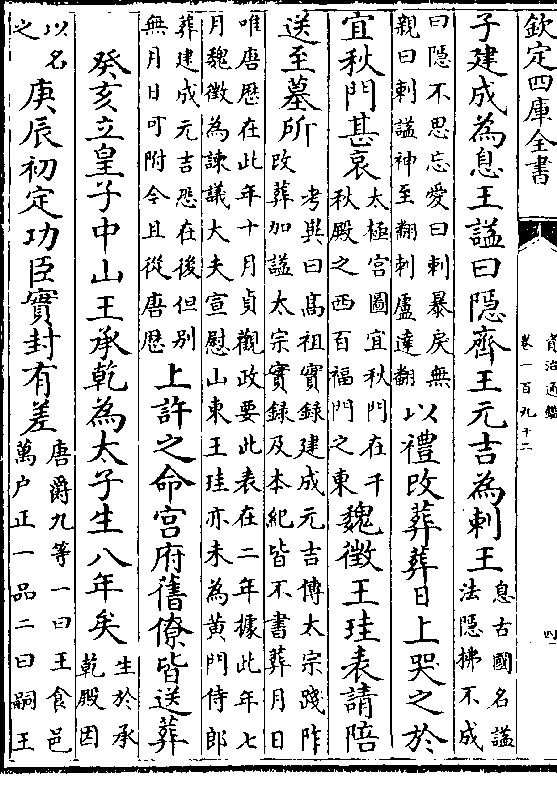 欽定四庫全書
資治通鑑
卷一百九十二
四
子建成為息王諡曰隱齊王元吉為剌王息古國名諡
法隱拂不成
曰隱不思忘愛曰剌暴戾無
親曰剌諡神至翻剌盧達翻以禮改葬葬日上哭之於
宜秋門甚哀太極宮圖宜秋門在千
秋殿之西百福門之東魏徵王珪表請陪
送至墓所考異曰髙祖實録建成元吉傳太宗踐阼
改葬加諡太宗實録及本紀皆不書葬月日
唯唐厯在此年十月貞觀政要此表在二年據此年七
月魏徵為諫議大夫宣慰山東王珪亦未為黄門侍郎
葬建成元吉恐在後但别
無月日可附今且從唐厯上許之命宫府舊僚皆送葬
癸亥立皇子中山王承乾為太子生八年矣生於承
乾殿因
以名
之庚辰初定功臣實封有差唐爵九等一曰王食邑
萬户正一品二曰嗣王